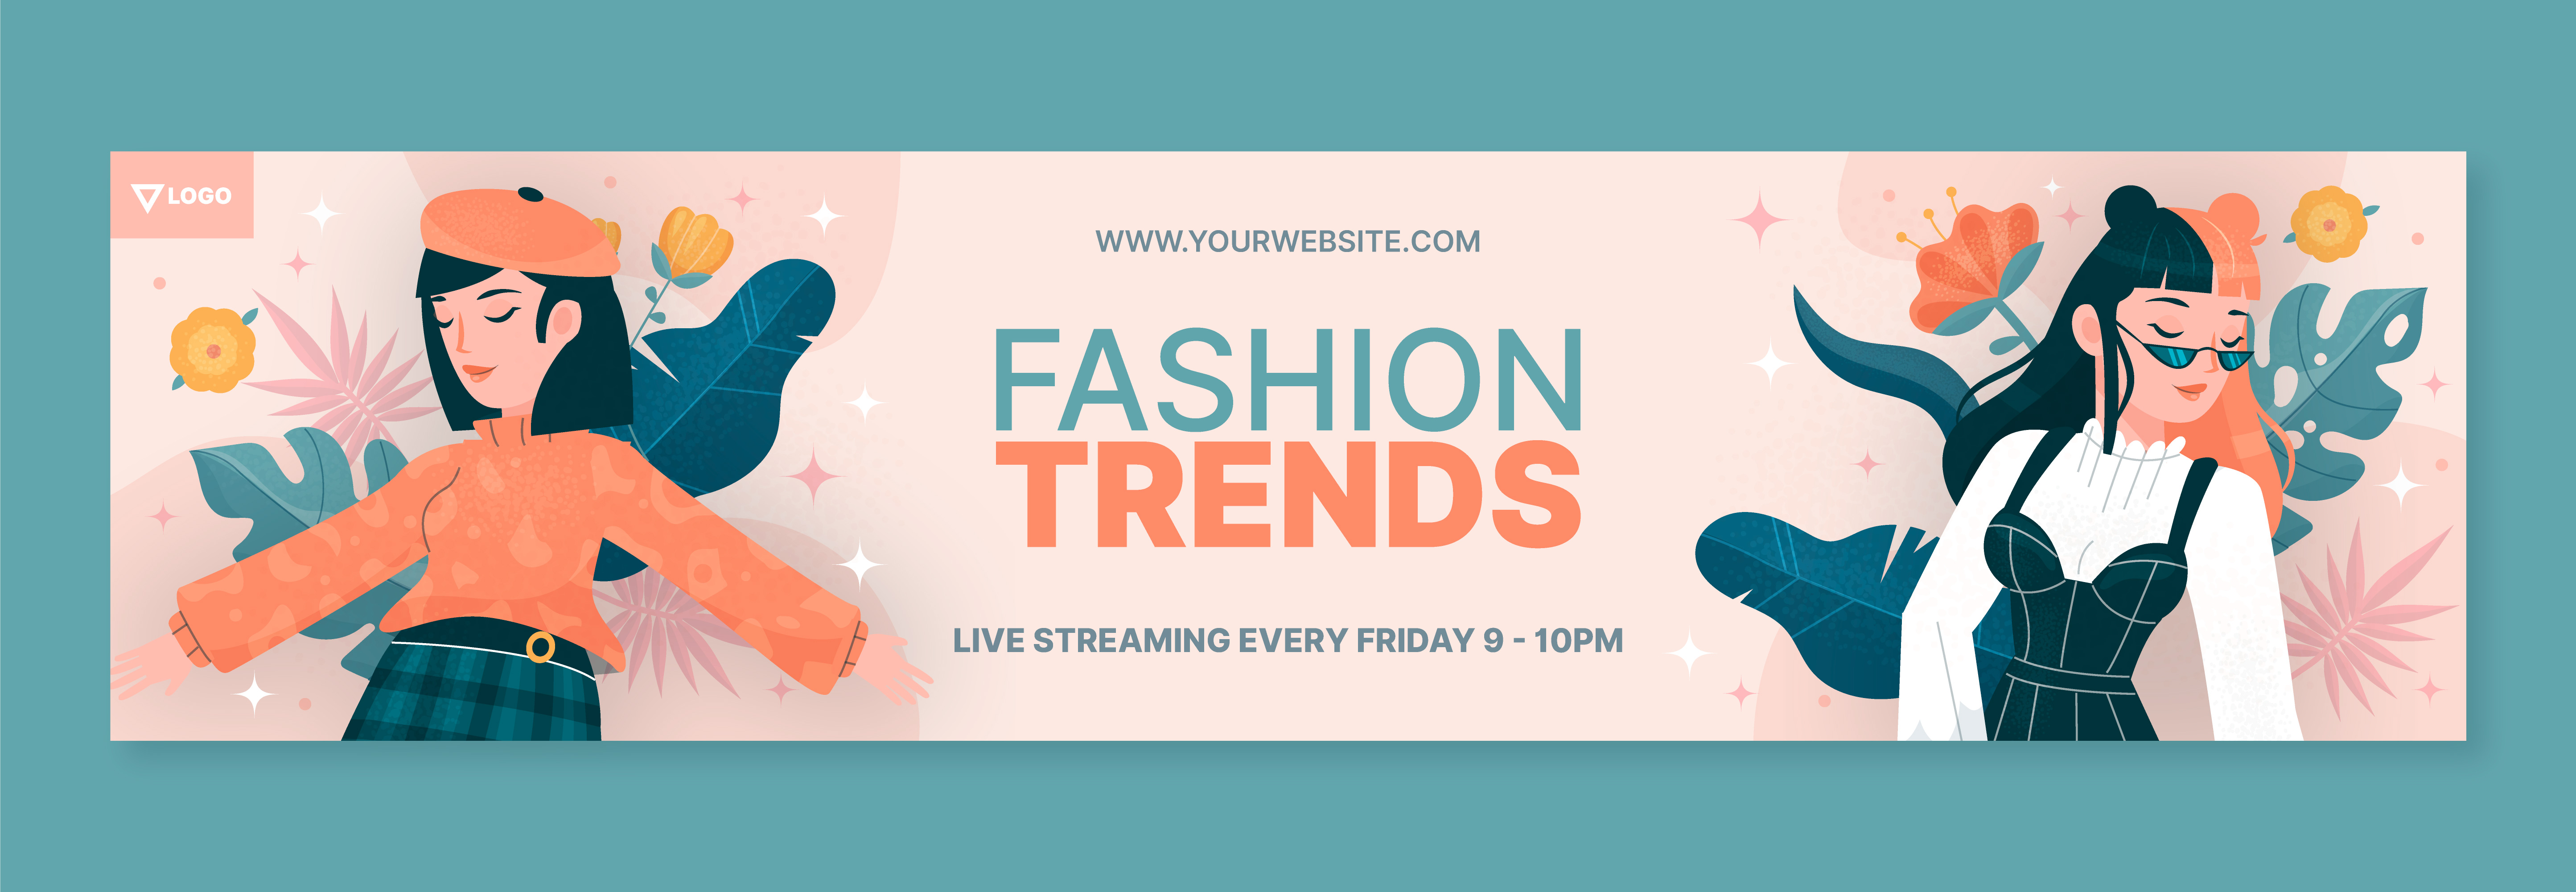 LOGO
WWW.YOURWEBSITE.COM
FASHION
TRENDS
LIVE STREAMING EVERY FRIDAY 9 - 10PM